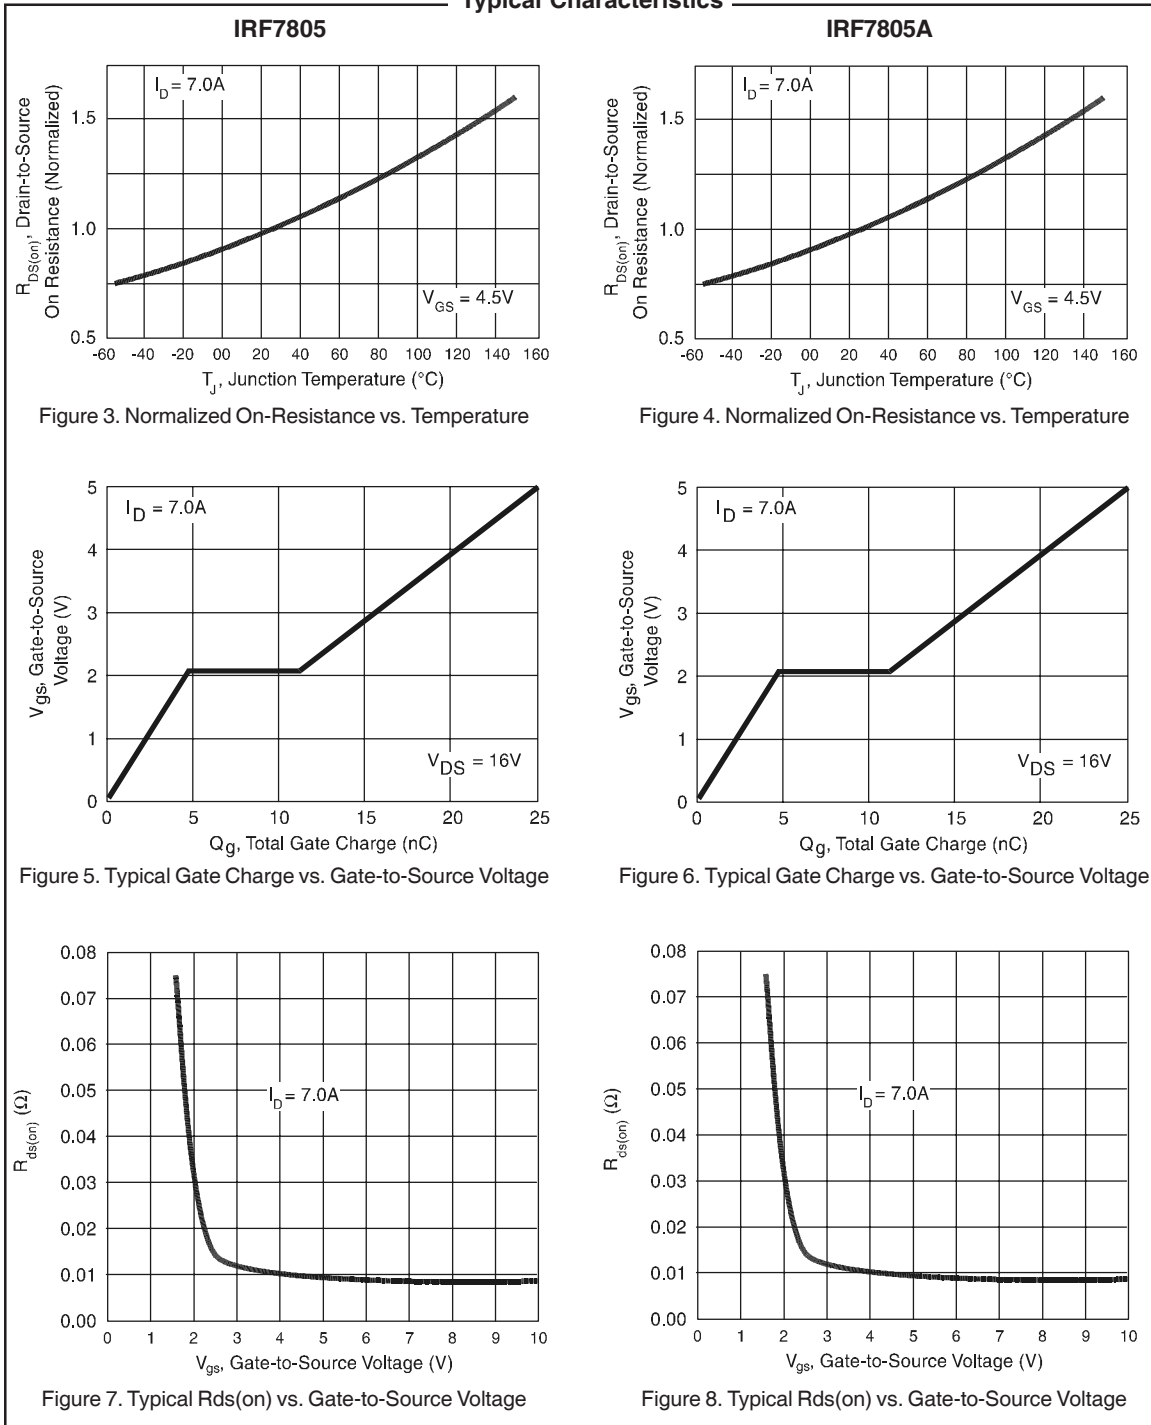 Typical Characteristics
IRF7805
IRF7805A
I_D = 7.0A
1.5
1.0
0.5
R_DS(on), Drain-to-Source
On Resistance (Normalized)
V_GS = 4.5V
-60 -40 -20 00 20 40 60 80 100 120 140 160
T_J, Junction Temperature (°C)
Figure 3. Normalized On-Resistance vs. Temperature
I_D = 7.0A
1.5
1.0
0.5
R_DS(on), Drain-to-Source
On Resistance (Normalized)
V_GS = 4.5V
-60 -40 -20 00 20 40 60 80 100 120 140 160
T_J, Junction Temperature (°C)
Figure 4. Normalized On-Resistance vs. Temperature
I_D = 7.0A
5
4
3
2
1
0
Vgs, Gate-to-Source
Voltage (V)
V_DS = 16V
0 5 10 15 20 25
Qg, Total Gate Charge (nC)
Figure 5. Typical Gate Charge vs. Gate-to-Source Voltage
I_D = 7.0A
5
4
3
2
1
0
Vgs, Gate-to-Source
Voltage (V)
V_DS = 16V
0 5 10 15 20 25
Qg, Total Gate Charge (nC)
Figure 6. Typical Gate Charge vs. Gate-to-Source Voltage
0.08
0.07
0.06
0.05
0.04
0.03
0.02
0.01
0.00
R_ds(on) (Ω)
I_D = 7.0A
0 1 2 3 4 5 6 7 8 9 10
V_gs, Gate-to-Source Voltage (V)
Figure 7. Typical Rds(on) vs. Gate-to-Source Voltage
0.08
0.07
0.06
0.05
0.04
0.03
0.02
0.01
0.00
R_ds(on) (Ω)
I_D = 7.0A
0 1 2 3 4 5 6 7 8 9 10
V_gs, Gate-to-Source Voltage (V)
Figure 8. Typical Rds(on) vs. Gate-to-Source Voltage